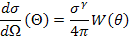 dσ/dΩ (Θ) = σ^γ/4π W(θ)